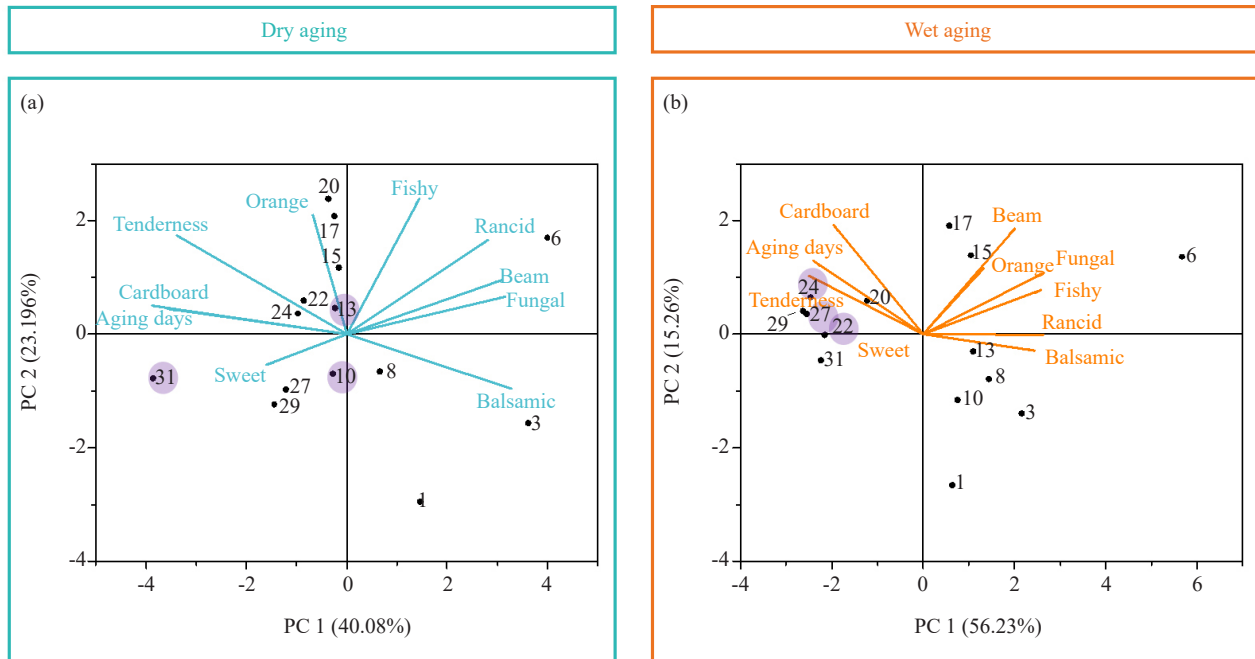 Dry aging
Wet aging
(a)
20
Fishy
Orange
Tenderness
17
Rancid
6
15
Beam
Cardboard
22
13
Fungal
24
Aging days
Sweet
31
10
8
27
29
Balsamic
3
1
2
0
-2
-4
-4
-2
0
2
4
PC 2 (23.196%)
PC 1 (40.08%)
(b)
Cardboard
17
Beam
Aging days
15
6
Orange
Fungal
24
Fishy
Tenderness
20
29
27
22
Rancid
Sweet
13
Balsamic
31
8
10
3
1
2
0
-2
-4
-4
-2
0
2
4
6
PC 2 (15.26%)
PC 1 (56.23%)